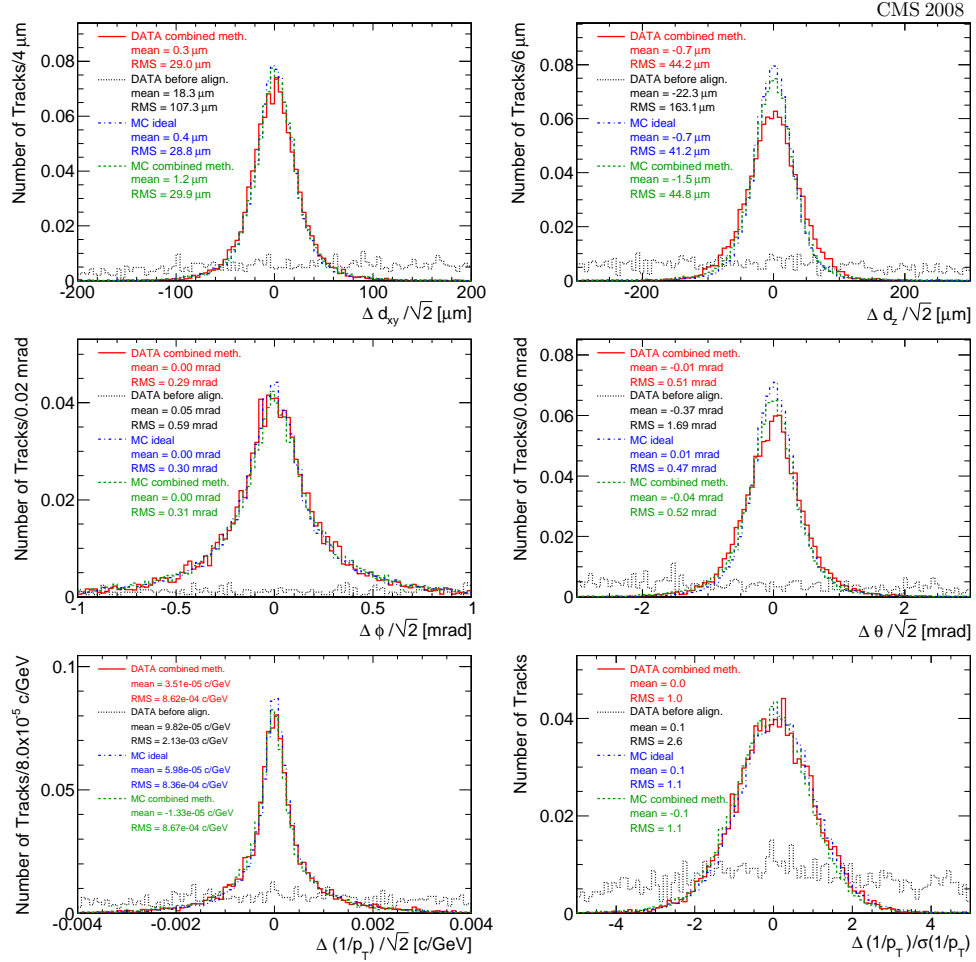 CMS 2008
Number of Tracks/4 μm
0.08
0.06
0.04
0.02
0
DATA combined meth.
mean = 0.3 μm
RMS = 29.0 μm
DATA before align.
mean = 18.3 μm
RMS = 107.3 μm
MC ideal
mean = 0.4 μm
RMS = 28.8 μm
MC combined meth.
mean = 1.2 μm
RMS = 29.9 μm
-200 -100 0 100 200
Δ d_xy /√2 [μm]
Number of Tracks/6 μm
0.08
0.06
0.04
0.02
0
DATA combined meth.
mean = -0.7 μm
RMS = 44.2 μm
DATA before align.
mean = -22.3 μm
RMS = 163.1 μm
MC ideal
mean = -0.7 μm
RMS = 41.2 μm
MC combined meth.
mean = -1.5 μm
RMS = 44.8 μm
-200 0 200
Δ d_z /√2 [μm]
Number of Tracks/0.02 mrad
0.04
0.02
0
DATA combined meth.
mean = 0.00 mrad
RMS = 0.29 mrad
DATA before align.
mean = 0.05 mrad
RMS = 0.59 mrad
MC ideal
mean = 0.00 mrad
RMS = 0.30 mrad
MC combined meth.
mean = 0.00 mrad
RMS = 0.31 mrad
-1 -0.5 0 0.5 1
Δ ϕ /√2 [mrad]
Number of Tracks/0.06 mrad
0.08
0.06
0.04
0.02
0
DATA combined meth.
mean = -0.01 mrad
RMS = 0.51 mrad
DATA before align.
mean = -0.37 mrad
RMS = 1.69 mrad
MC ideal
mean = 0.01 mrad
RMS = 0.47 mrad
MC combined meth.
mean = -0.04 mrad
RMS = 0.52 mrad
-2 0 2
Δ θ /√2 [mrad]
Number of Tracks/8.0x10⁻⁵ c/GeV
0.1
0.05
0
DATA combined meth.
mean = 3.51e-05 c/GeV
RMS = 8.62e-04 c/GeV
DATA before align.
mean = 9.82e-05 c/GeV
RMS = 2.13e-03 c/GeV
MC ideal
mean = 5.98e-05 c/GeV
RMS = 8.36e-04 c/GeV
MC combined meth.
mean = -1.33e-05 c/GeV
RMS = 8.67e-04 c/GeV
-0.004 -0.002 0 0.002 0.004
Δ (1/p_T) /√2 [c/GeV]
Number of Tracks
0.04
0.02
0
DATA combined meth.
mean = 0.0
RMS = 1.0
DATA before align.
mean = 0.1
RMS = 2.6
MC ideal
mean = 0.1
RMS = 1.1
MC combined meth.
mean = -0.1
RMS = 1.1
-4 -2 0 2 4
Δ (1/p_T)/σ(1/p_T)